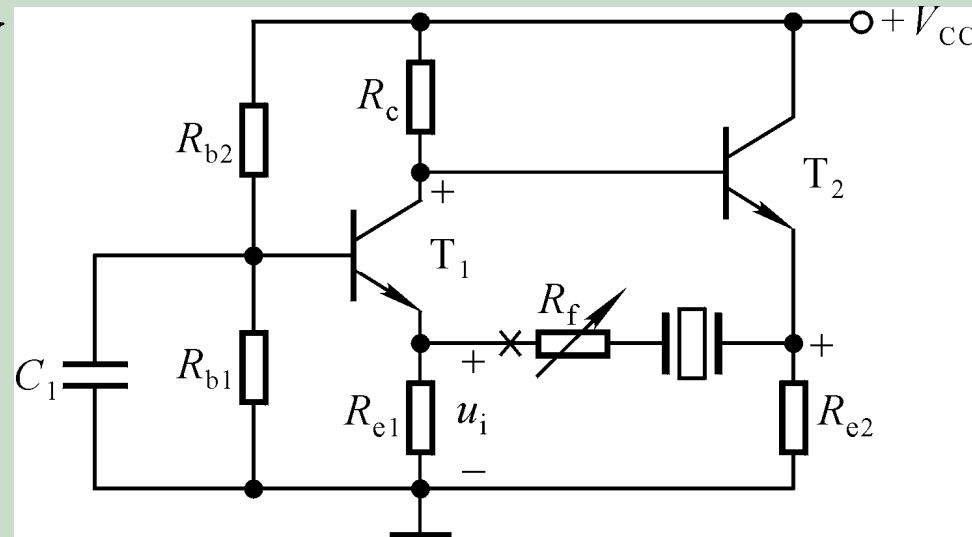 +V_CC
R_c
R_b2
T_2
+
T_1
R_f
C_1
R_b1
+
+
R_e1
u_i
R_e2
−